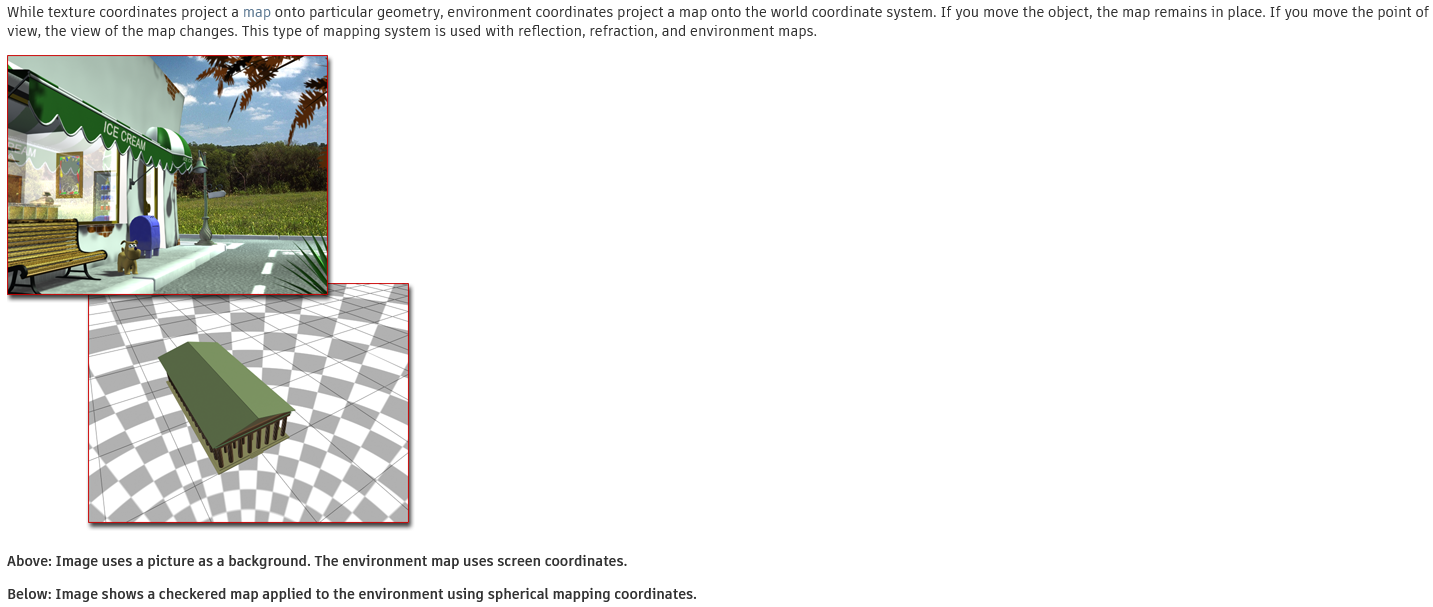 While texture coordinates project a map onto particular geometry, environment coordinates project a map onto the world coordinate system. If you move the object, the map remains in place. If you move the point of
view, the view of the map changes. This type of mapping system is used with reflection, refraction, and environment maps.
ICE CREAM
EAM
Above: Image uses a picture as a background. The environment map uses screen coordinates.
Below: Image shows a checkered map applied to the environment using spherical mapping coordinates.